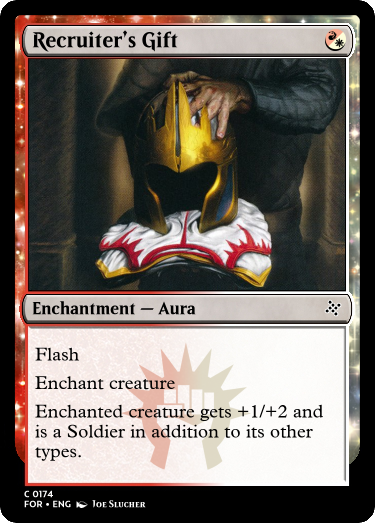 Recruiter's Gift
Enchantment — Aura
Flash
Enchant creature
Enchanted creature gets +1/+2 and
is a Soldier in addition to its other
types.
C 0174
FOR • ENG Joe Slucher